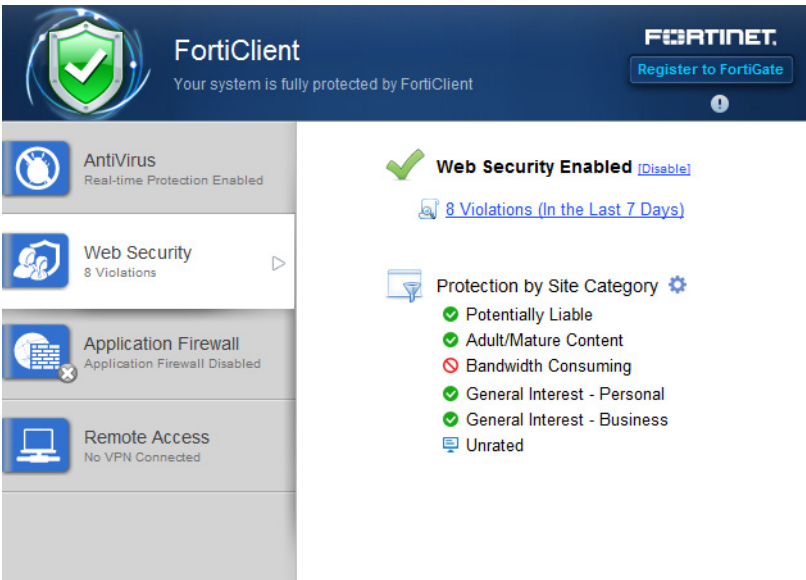 FortiClient
Your system is fully protected by FortiClient
FORTINET.
Register to FortiGate
AntiVirus
Real-time Protection Enabled
Web Security
8 Violations
Application Firewall
Application Firewall Disabled
Remote Access
No VPN Connected
Web Security Enabled [Disable]
8 Violations (In the Last 7 Days)
Protection by Site Category
Potentially Liable
Adult/Mature Content
Bandwidth Consuming
General Interest - Personal
General Interest - Business
Unrated